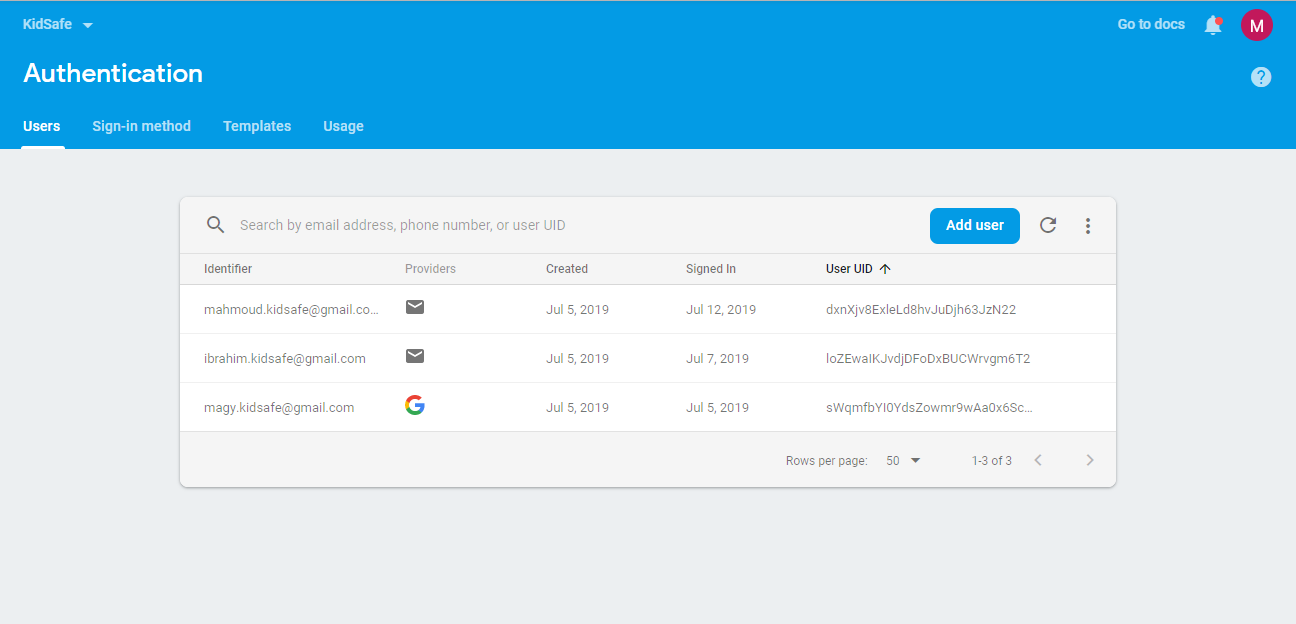 KidSafe Go to docs M
Authentication ?
Users Sign-in method Templates Usage
Search by email address, phone number, or user UID Add user
Identifier Providers Created Signed In User UID
mahmoud.kidsafe@gmail.co... Jul 5, 2019 Jul 12, 2019 dxnXjv8ExleLd8hvJuDjh63JzN22
ibrahim.kidsafe@gmail.com Jul 5, 2019 Jul 7, 2019 loZEwaIKJvdjDFoDxBUCWrvgm6T2
magy.kidsafe@gmail.com Jul 5, 2019 Jul 5, 2019 sWqmfbYI0YdsZowmr9wAa0x6Sc...
Rows per page: 50 1-3 of 3